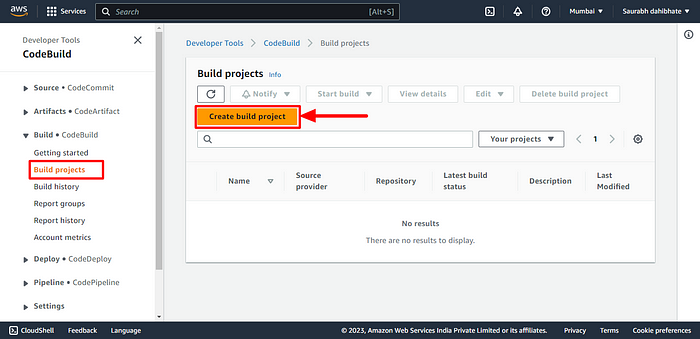 aws
Services
Search
[Alt+S]
Mumbai
Saurabh dahibhate
Developer Tools
CodeBuild
Source • CodeCommit
Artifacts • CodeArtifact
Build • CodeBuild
Getting started
Build projects
Build history
Report groups
Report history
Account metrics
Deploy • CodeDeploy
Pipeline • CodePipeline
Settings
Developer Tools
CodeBuild
Build projects
Build projects Info
Notify
Start build
View details
Edit
Delete build project
Create build project
Your projects
1
Name
Source provider
Repository
Latest build status
Description
Last Modified
No results
There are no results to display.
CloudShell
Feedback
Language
© 2023, Amazon Web Services India Private Limited or its affiliates.
Privacy
Terms
Cookie preferences